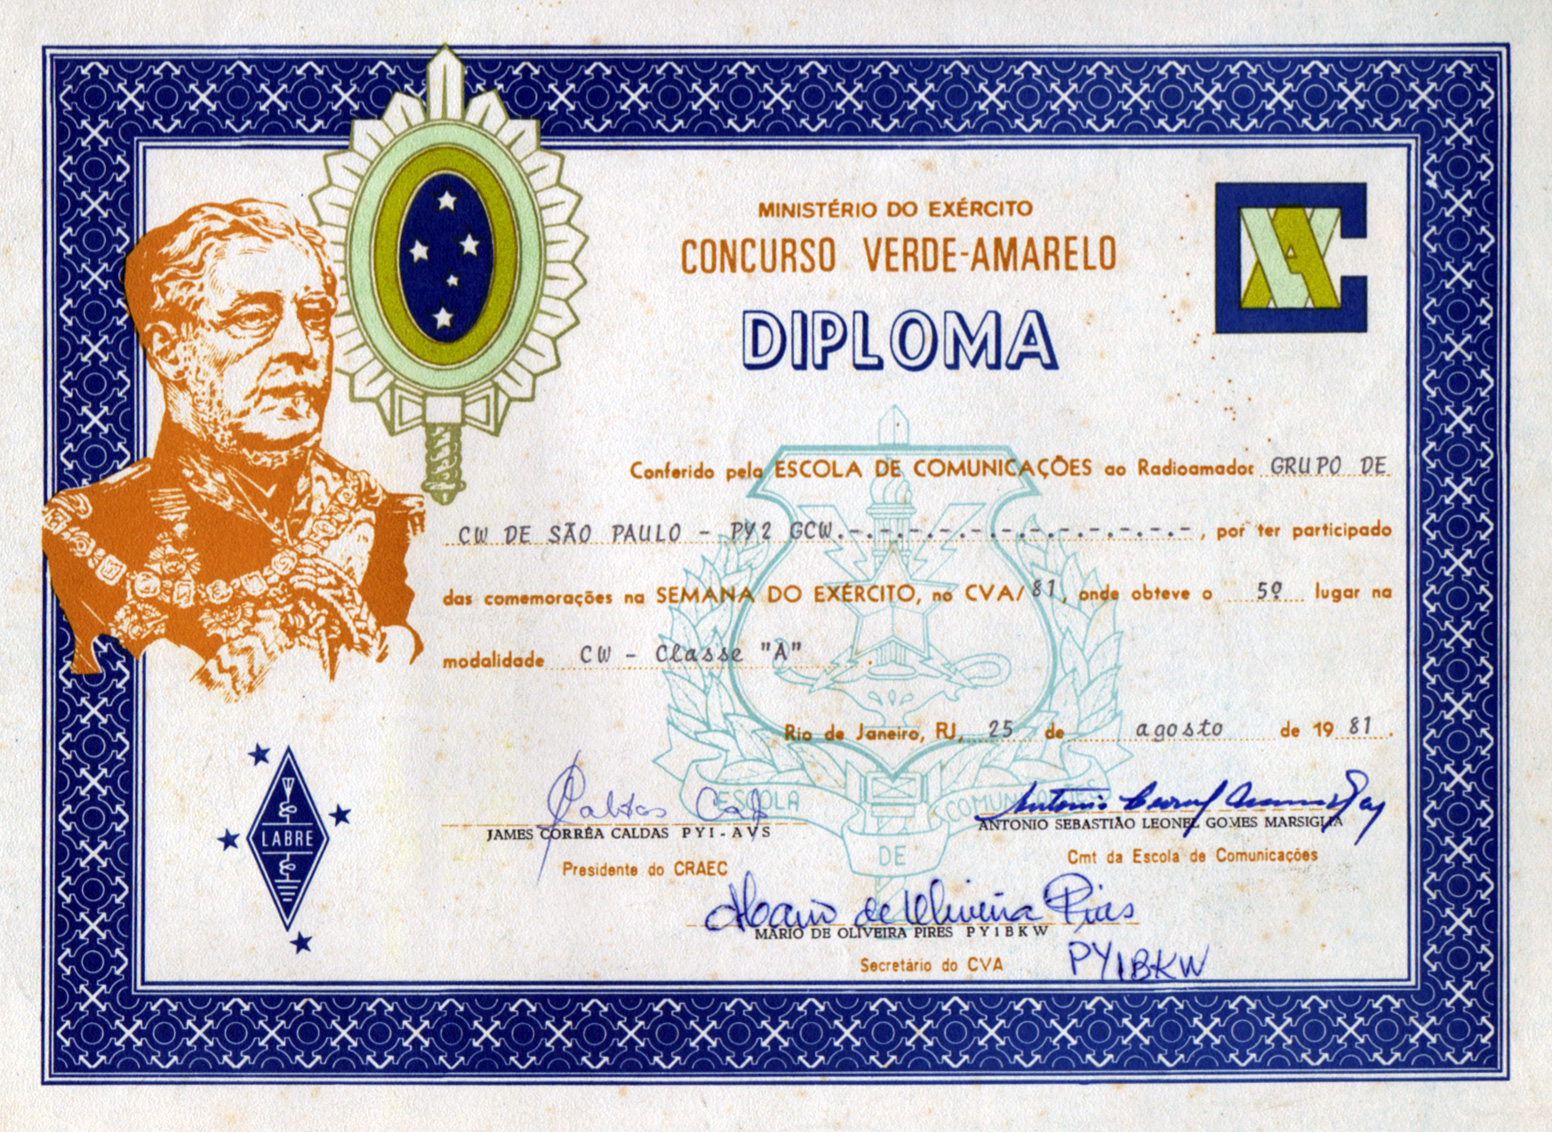 MINISTÉRIO DO EXÉRCITO
CONCURSO VERDE-AMARELO
DIPLOMA
Conferido pela ESCOLA DE COMUNICAÇÕES ao Radioamador GRUPO DE
CW DE SÃO PAULO - PY2 GCW.-.-.-.-.-.-.-.-.-.-.-.-, por ter participado
das comemorações na SEMANA DO EXÉRCITO, no CVA/81, onde obteve o 5º lugar na
modalidade CW - Classe "A"
Rio de Janeiro, RJ, 25 de agosto de 1981.
ESCOLA DE COMUNICAÇÕES
LABRE
JAMES CORRÊA CALDAS PY1-AVS
Presidente do CRAEC
ANTONIO SEBASTIÃO LEONEL GOMES MARSIGLIA
Cmt da Escola de Comunicações
Mario de Oliveira Pires
MARIO DE OLIVEIRA PIRES PY1BKW
Secretário do CVA
PY1BKW